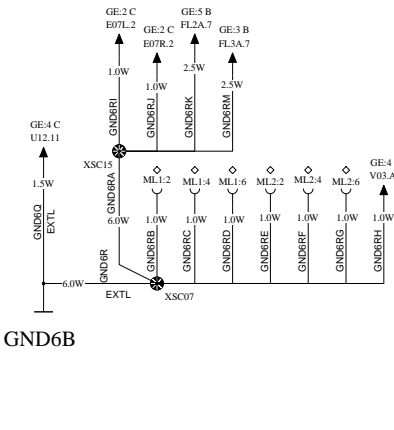 GE:2 C
E07L.2
GE:2 C
E07R.2
GE:5 B
FL2A.7
GE:3 B
FL3A.7
1.0W
1.0W
2.5W
2.5W
GND6RI
GND6RJ
GND6RK
GND6RM
GE:4 C
U12.11
XSC15
ML1:2
ML1:4
ML1:6
ML2:2
ML2:4
ML2:6
GE:4
V03.A
1.5W
GND6Q
EXTL
GND6RA
6.0W
1.0W
1.0W
1.0W
1.0W
1.0W
1.0W
1.0W
GND6RB
GND6RC
GND6RD
GND6RE
GND6RF
GND6RG
GND6RH
GND6R
6.0W
EXTL
XSC07
GND6B